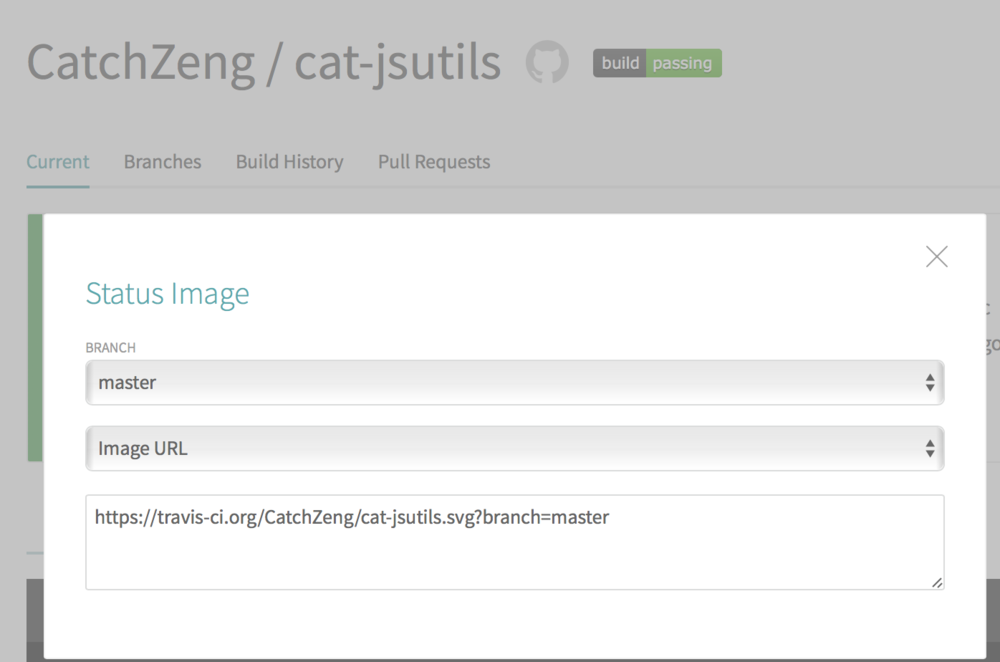 CatchZeng / cat-jsutils build passing
Current Branches Build History Pull Requests
Status Image
BRANCH
master
Image URL
https://travis-ci.org/CatchZeng/cat-jsutils.svg?branch=master